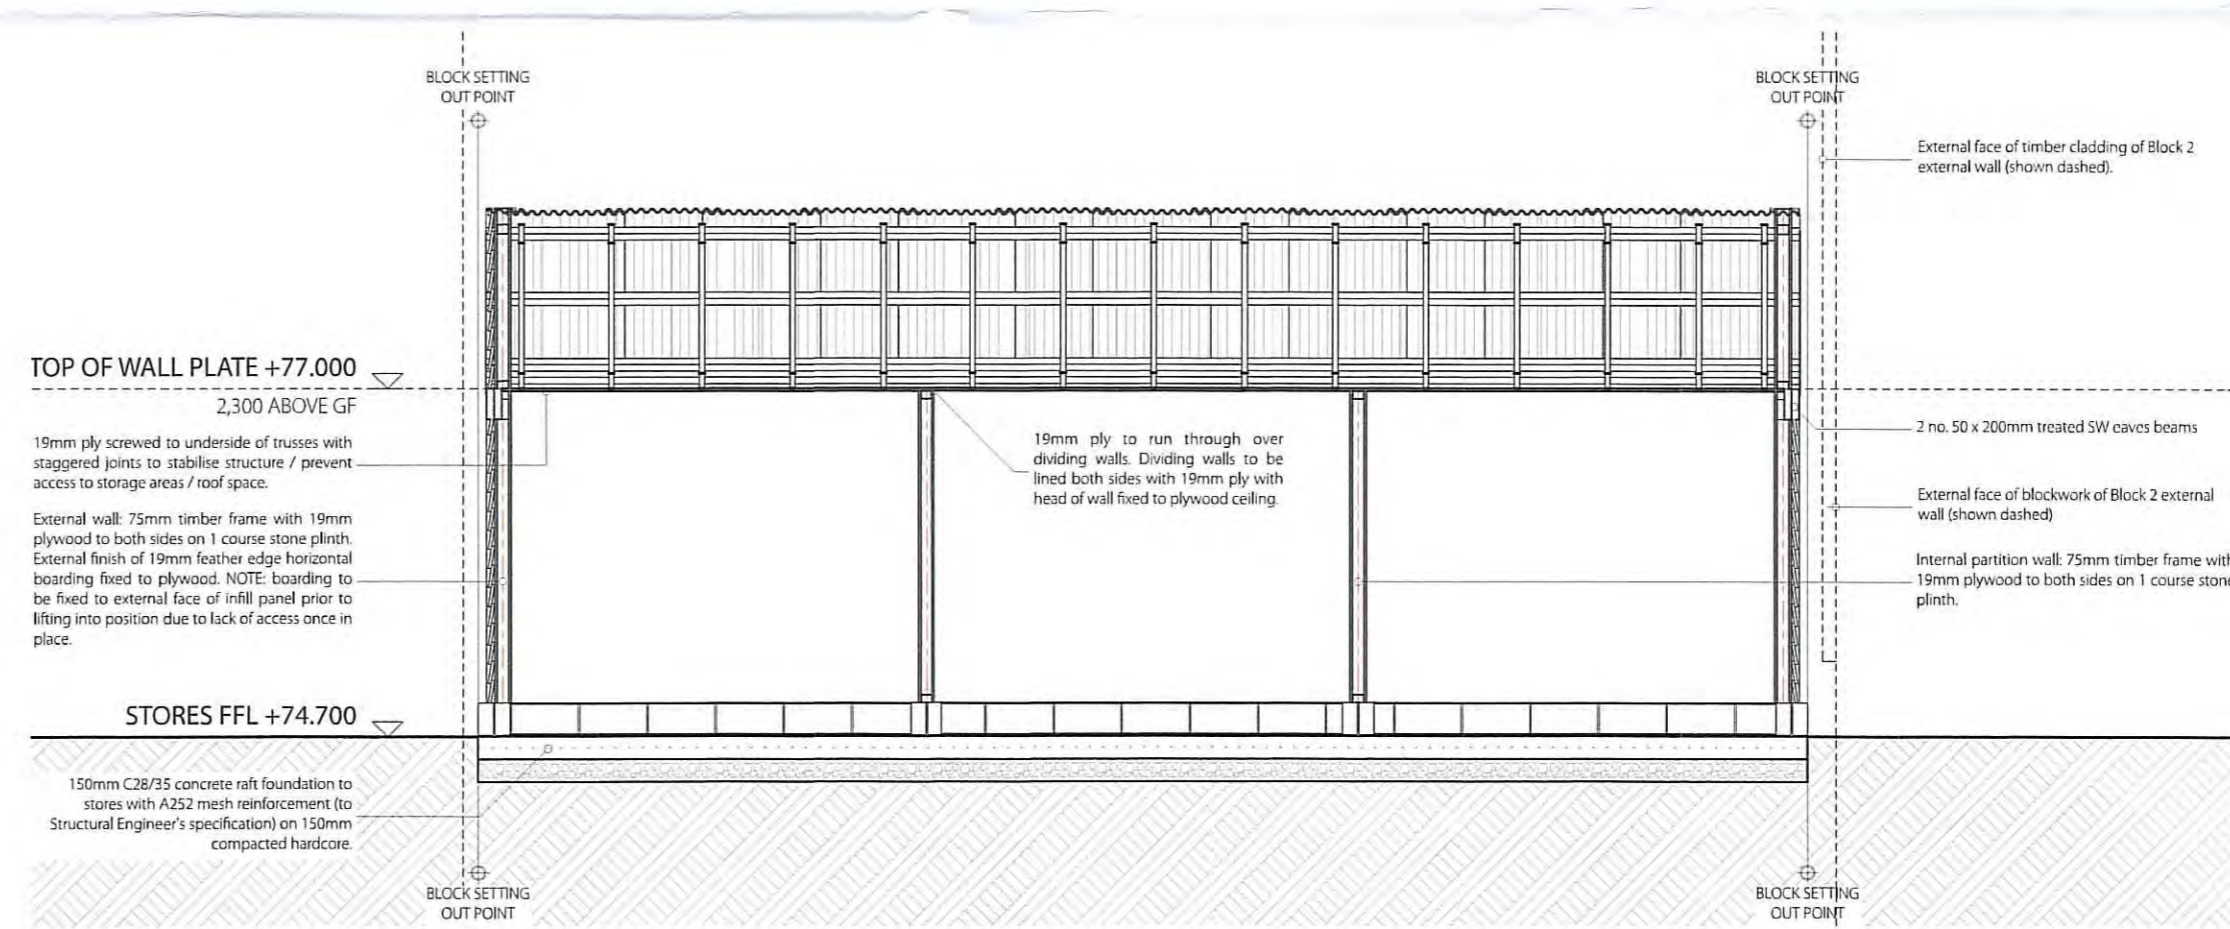 BLOCK SETTING
OUT POINT
BLOCK SETTING
OUT POINT
External face of timber cladding of Block 2
external wall (shown dashed).
TOP OF WALL PLATE +77.000
2,300 ABOVE GF
19mm ply screwed to underside of trusses with
staggered joints to stabilise structure / prevent
access to storage areas / roof space.
External wall: 75mm timber frame with 19mm
plywood to both sides on 1 course stone plinth.
External finish of 19mm feather edge horizontal
boarding fixed to plywood. NOTE: boarding to
be fixed to external face of infill panel prior to
lifting into position due to lack of access once in
place.
19mm ply to run through over
dividing walls. Dividing walls to be
lined both sides with 19mm ply with
head of wall fixed to plywood ceiling.
2 no. 50 x 200mm treated SW eaves beams
External face of blockwork of Block 2 external
wall (shown dashed)
Internal partition wall: 75mm timber frame with
19mm plywood to both sides on 1 course stone
plinth.
STORES FFL +74.700
150mm C28/35 concrete raft foundation to
stores with A252 mesh reinforcement (to
Structural Engineer's specification) on 150mm
compacted hardcore.
BLOCK SETTING
OUT POINT
BLOCK SETTING
OUT POINT